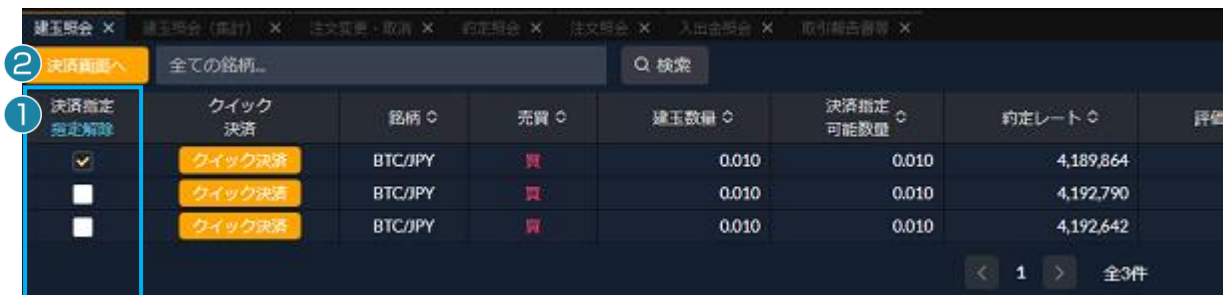 建玉照会 × 建玉照会（集計） × 注文変更・取消 × 約定照会 × 注文照会 × 入出金照会 × 取引報告書等 ×
2 決済画面へ 全ての銘柄... 検索
1 決済指定 指定解除 クイック 決済 銘柄 売買 建玉数量 決済指定 可能数量 約定レート 評価
クイック決済 BTC/JPY 買 0.010 0.010 4,189,864
クイック決済 BTC/JPY 買 0.010 0.010 4,192,790
クイック決済 BTC/JPY 買 0.010 0.010 4,192,642
< 1 > 全3件